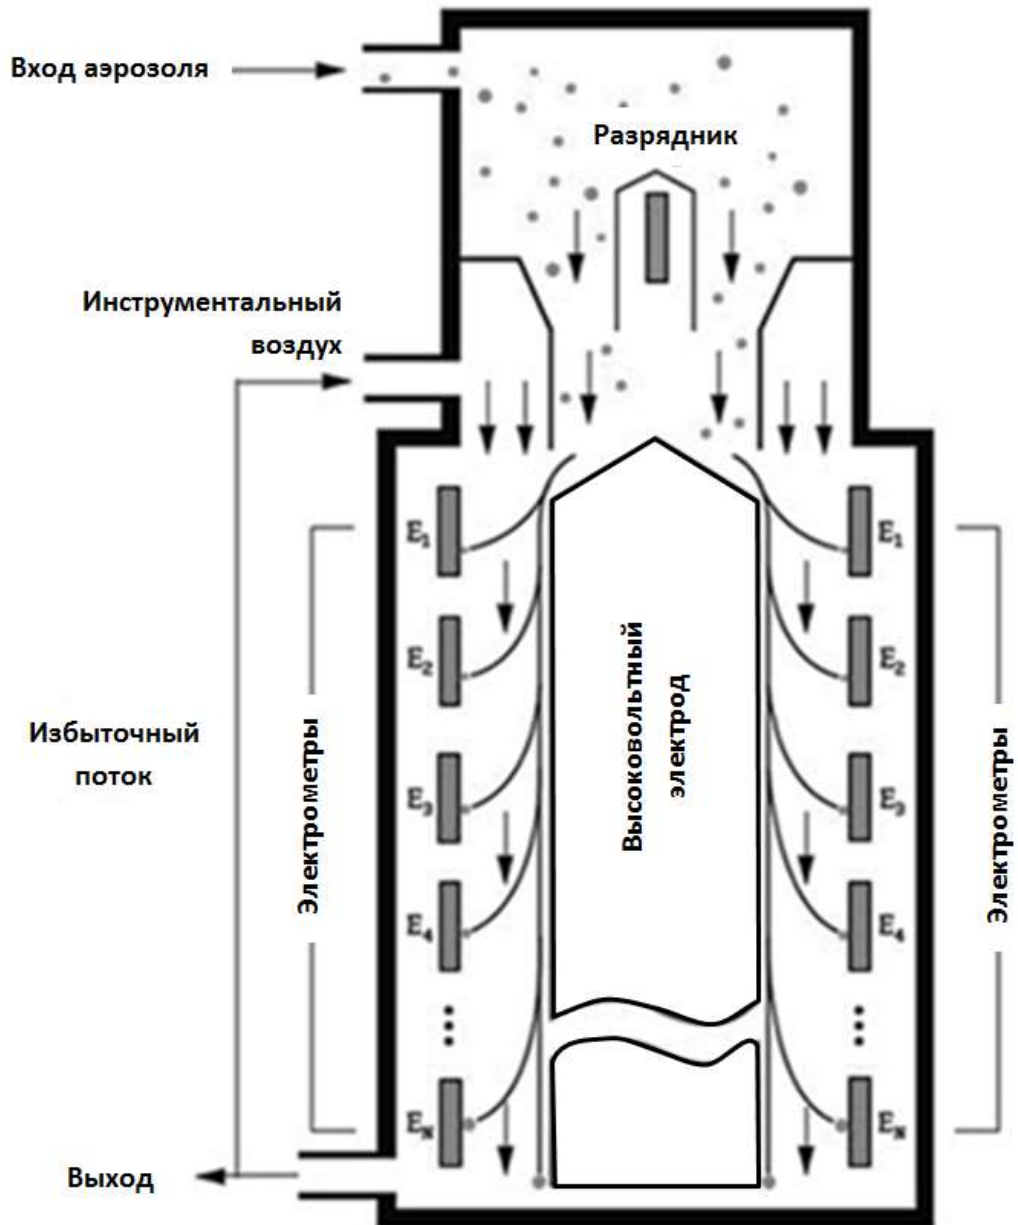 Вход аэрозоля
Разрядник
Инструментальный
воздух
E1
E1
E2
E2
Высоковольтный
электрод
Избыточный
поток
Электрометры
Электрометры
E3
E3
E4
E4
EN
EN
Выход